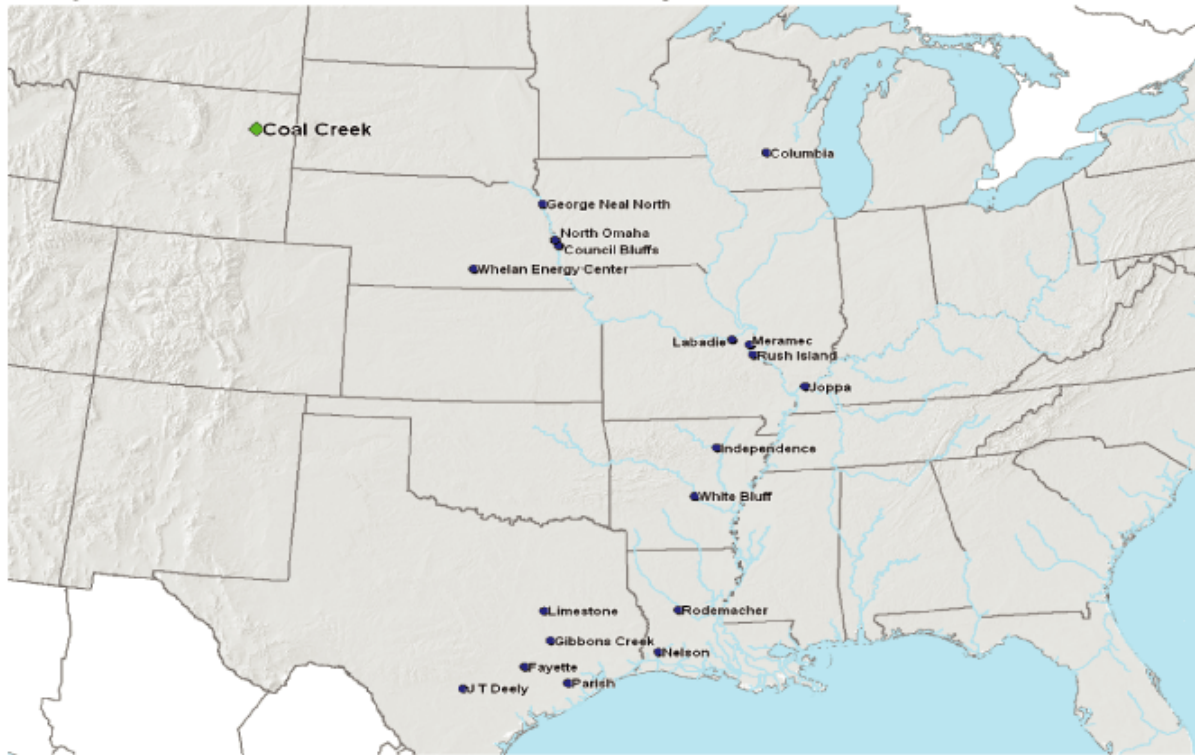 Coal Creek
Columbia
George Neal North
North Omaha
Council Bluffs
Whelan Energy Center
Labadie
Meramec
Rush Island
Joppa
Independence
White Bluff
Limestone
Rodemacher
Gibbons Creek
Nelson
Fayette
Parish
J T Deely